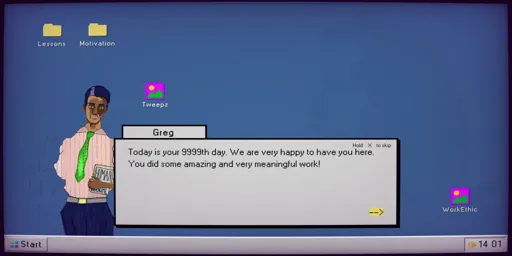 Lessons
Motivation
Tweepz
Greg
Hold X to skip
Today is your 9999th day. We are very happy to have you here.
You did some amazing and very meaningful work!
WorkEthic
Start
14 01